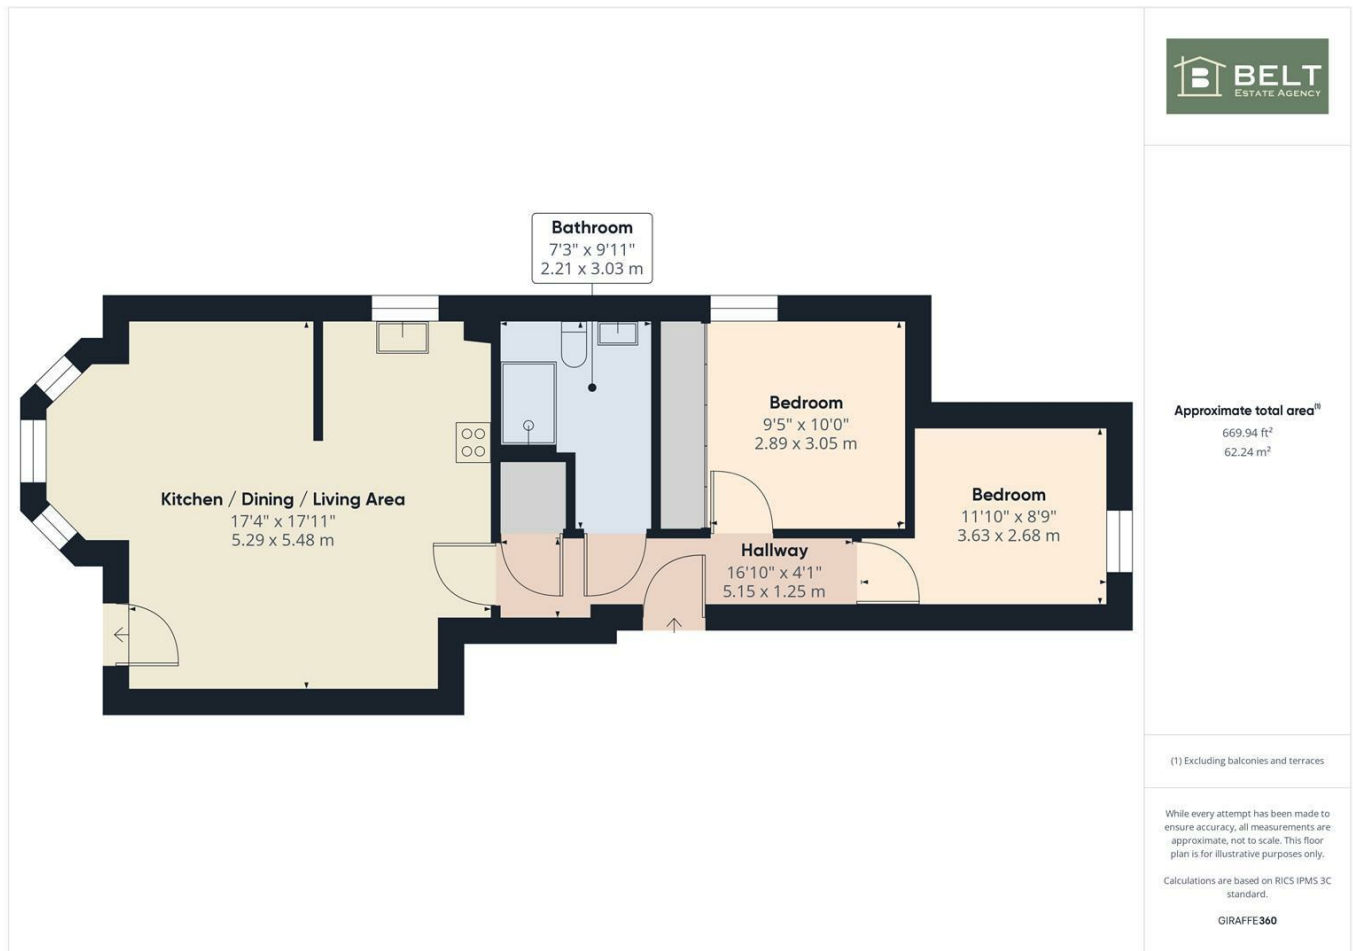 BELT
ESTATE AGENCY
Bathroom
7'3" x 9'11"
2.21 x 3.03 m
Bedroom
9'5" x 10'0"
2.89 x 3.05 m
Kitchen / Dining / Living Area
17'4" x 17'11"
5.29 x 5.48 m
Bedroom
11'10" x 8'9"
3.63 x 2.68 m
Hallway
16'10" x 4'1"
5.15 x 1.25 m
Approximate total area⁽¹⁾
669.94 ft²
62.24 m²
(1) Excluding balconies and terraces
While every attempt has been made to
ensure accuracy, all measurements are
approximate, not to scale. This floor
plan is for illustrative purposes only.
Calculations are based on RICS IPMS 3C
standard.
GIRAFFE360